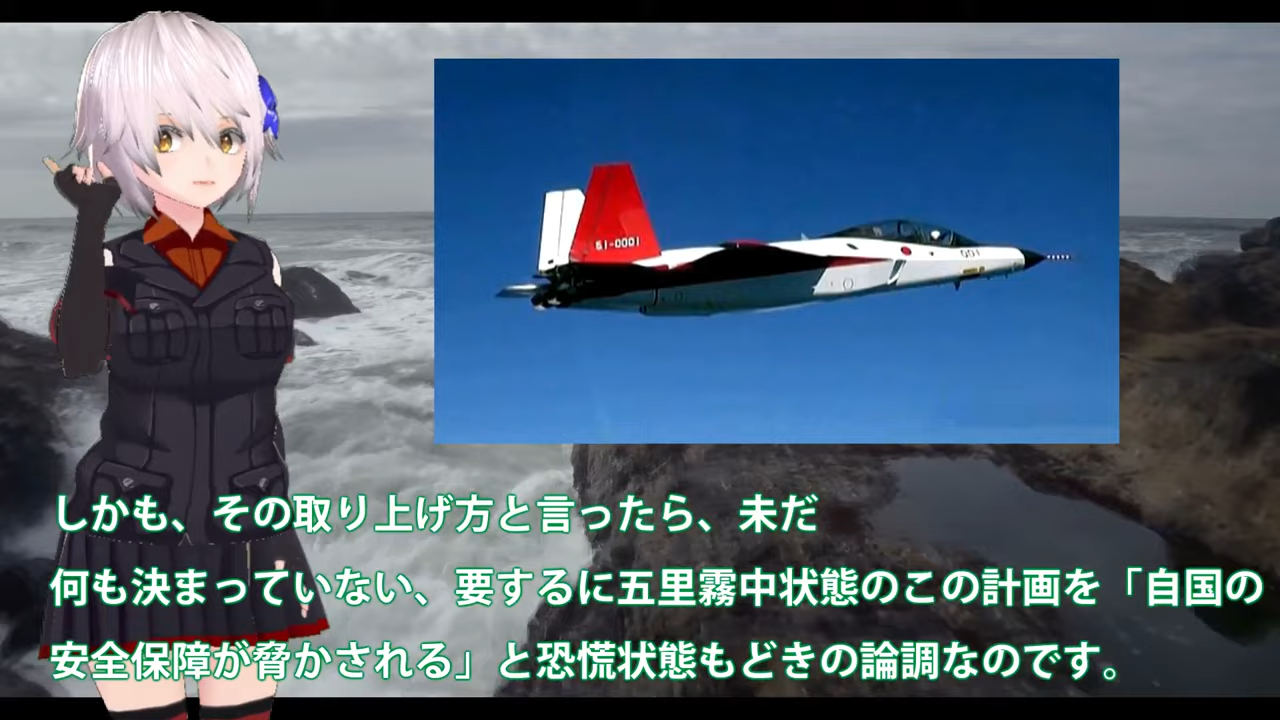 51-0001
001
しかも、その取り上げ方と言ったら、未だ
何も決まっていない、要するに五里霧中状態のこの計画を「自国の
安全保障が脅かされる」と恐慌状態もどきの論調なのです。